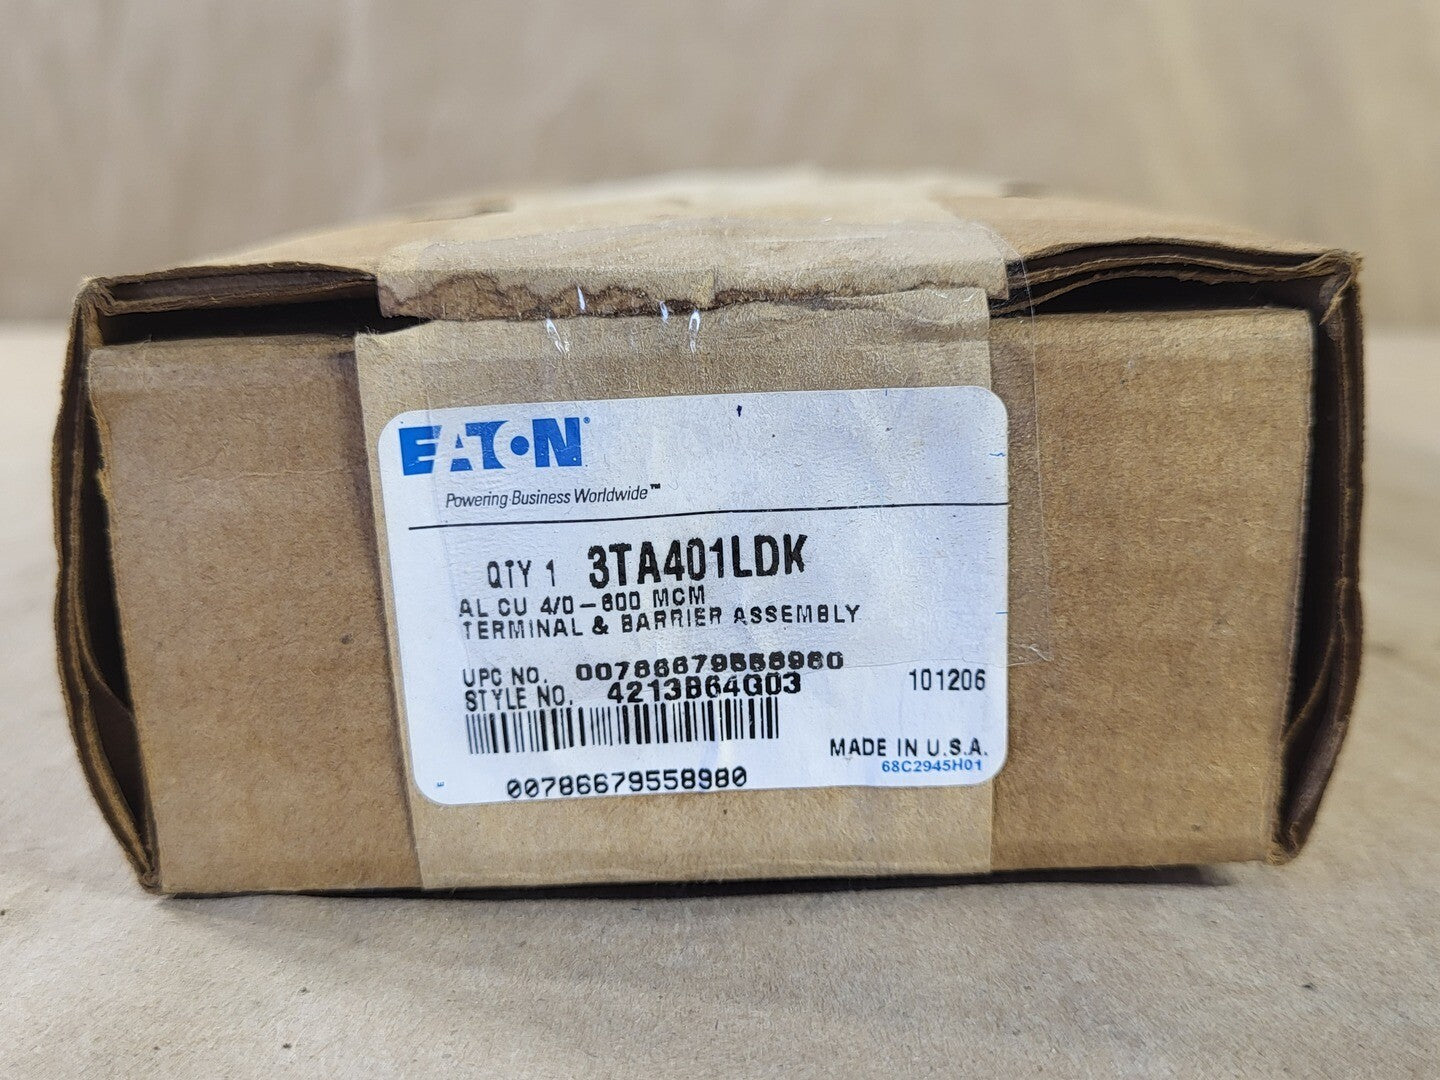 EATON®
Powering Business Worldwide™
QTY 1 3TA401LDK
AL CU 4/0-600 MCM
TERMINAL & BARRIER ASSEMBLY
UPC NO. 00786679558980
STYLE NO. 4213B64G03
101206
MADE IN U.S.A.
68C2945H01
00786679558980
E